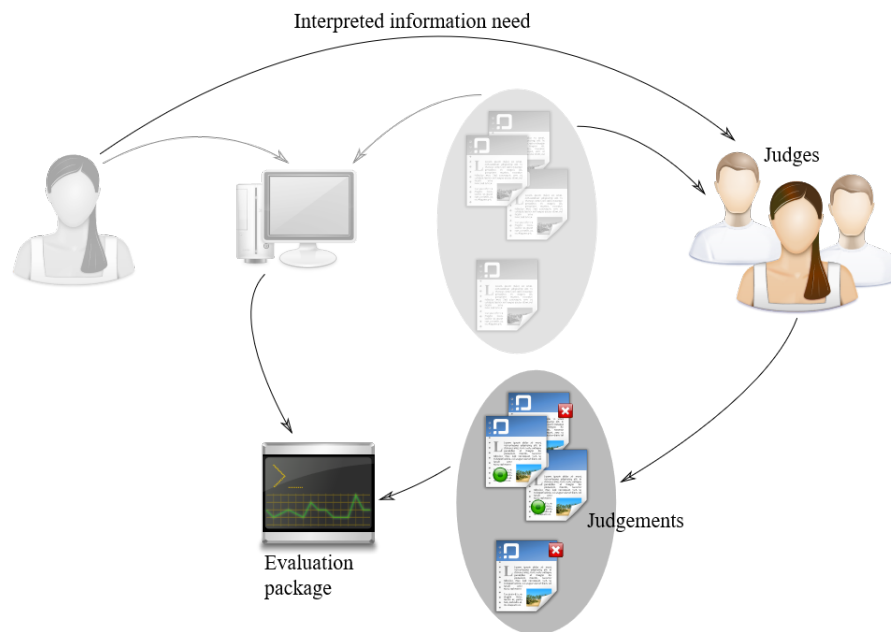 Interpreted information need
Judges
Judgements
Evaluation
package